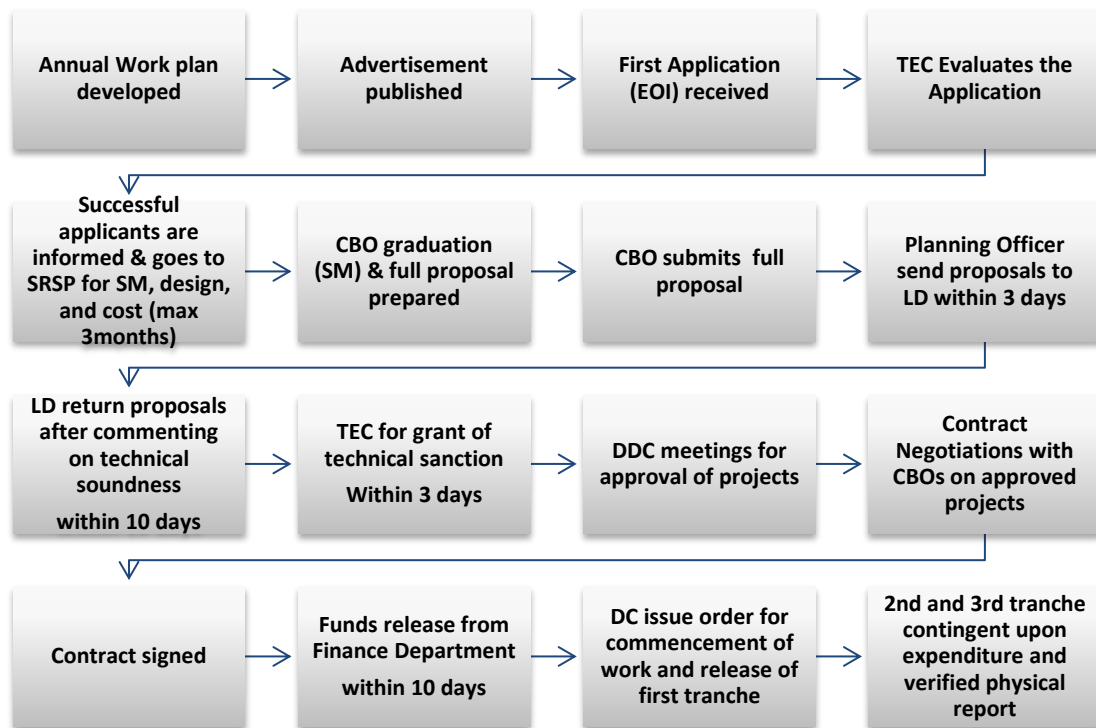 Annual Work plan
developed
Advertisement
published
First Application
(EOI) received
TEC Evaluates the
Application
Successful
applicants are
informed & goes to
SRSP for SM, design,
and cost (max
3months)
CBO graduation
(SM) & full proposal
prepared
CBO submits full
proposal
Planning Officer
send proposals to
LD within 3 days
LD return proposals
after commenting
on technical
soundness
within 10 days
TEC for grant of
technical sanction
Within 3 days
DDC meetings for
approval of projects
Contract
Negotiations with
CBOs on approved
projects
Contract signed
Funds release from
Finance Department
within 10 days
DC issue order for
commencement of
work and release of
first tranche
2nd and 3rd tranche
contingent upon
expenditure and
verified physical
report